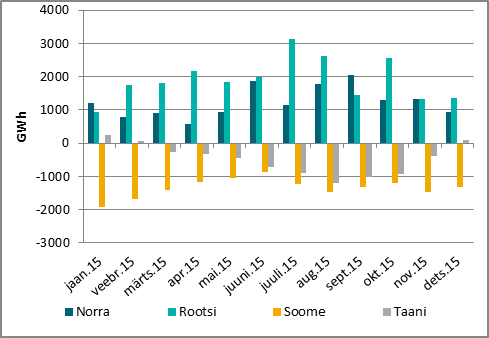 4000
3000
2000
1000
0
-1000
-2000
-3000
GWh
jaan.15 veebr.15 märts.15 apr.15 mai.15 juuni.15 juuli.15 aug.15 sept.15 okt.15 nov.15 dets.15
Norra Rootsi Soome Taani